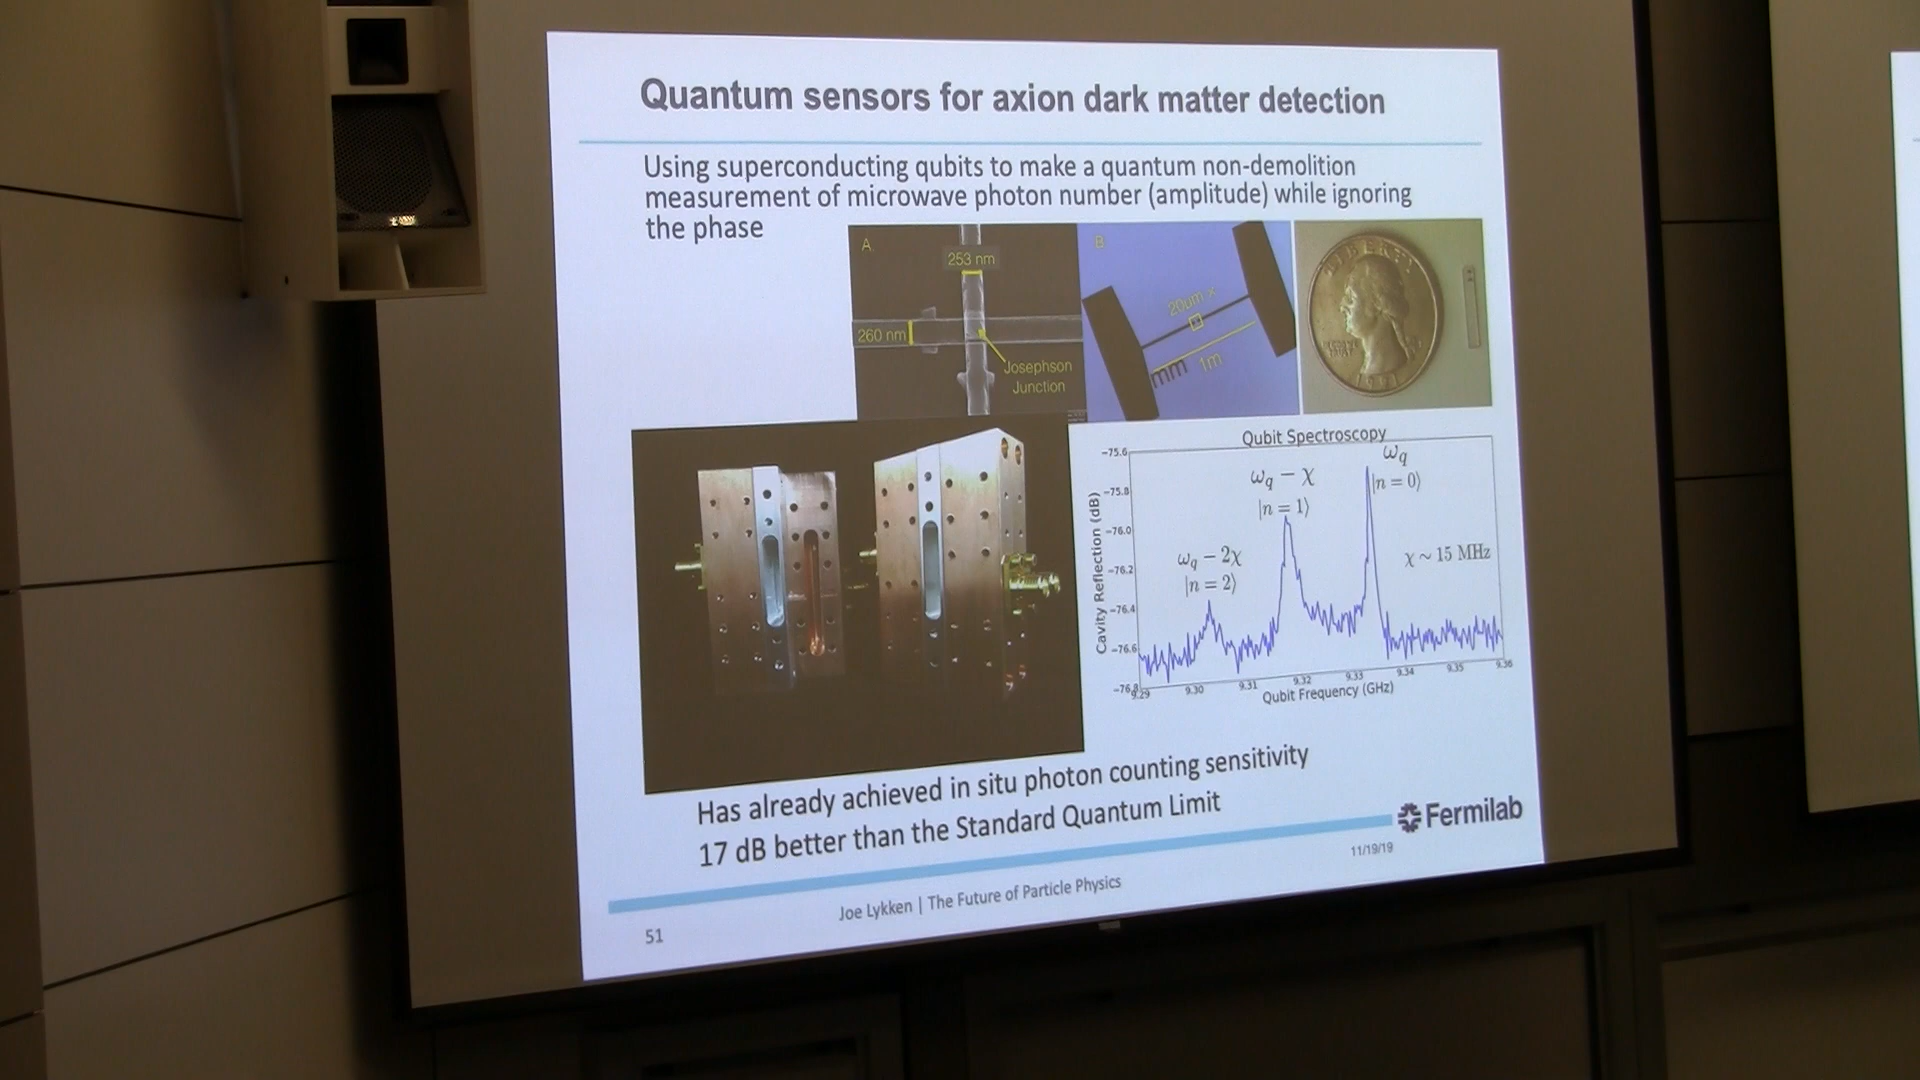 Quantum sensors for axion dark matter detection
Using superconducting qubits to make a quantum non-demolition
measurement of microwave photon number (amplitude) while ignoring
the phase
A
253 nm
260 nm
Josephson
Junction
B
20um x
1m
mm
LIBERTY
Qubit Spectroscopy
ω_q
|n = 0⟩
ω_q − χ
|n = 1⟩
ω_q − 2χ
|n = 2⟩
χ ~ 15 MHz
Cavity Reflection (dB)
−75.6
−75.8
−76.0
−76.2
−76.4
−76.6
−76.8
9.29 9.30 9.31 9.32 9.33 9.34 9.35 9.36
Qubit Frequency (GHz)
Has already achieved in situ photon counting sensitivity
17 dB better than the Standard Quantum Limit
Fermilab
11/19/19
Joe Lykken | The Future of Particle Physics
51